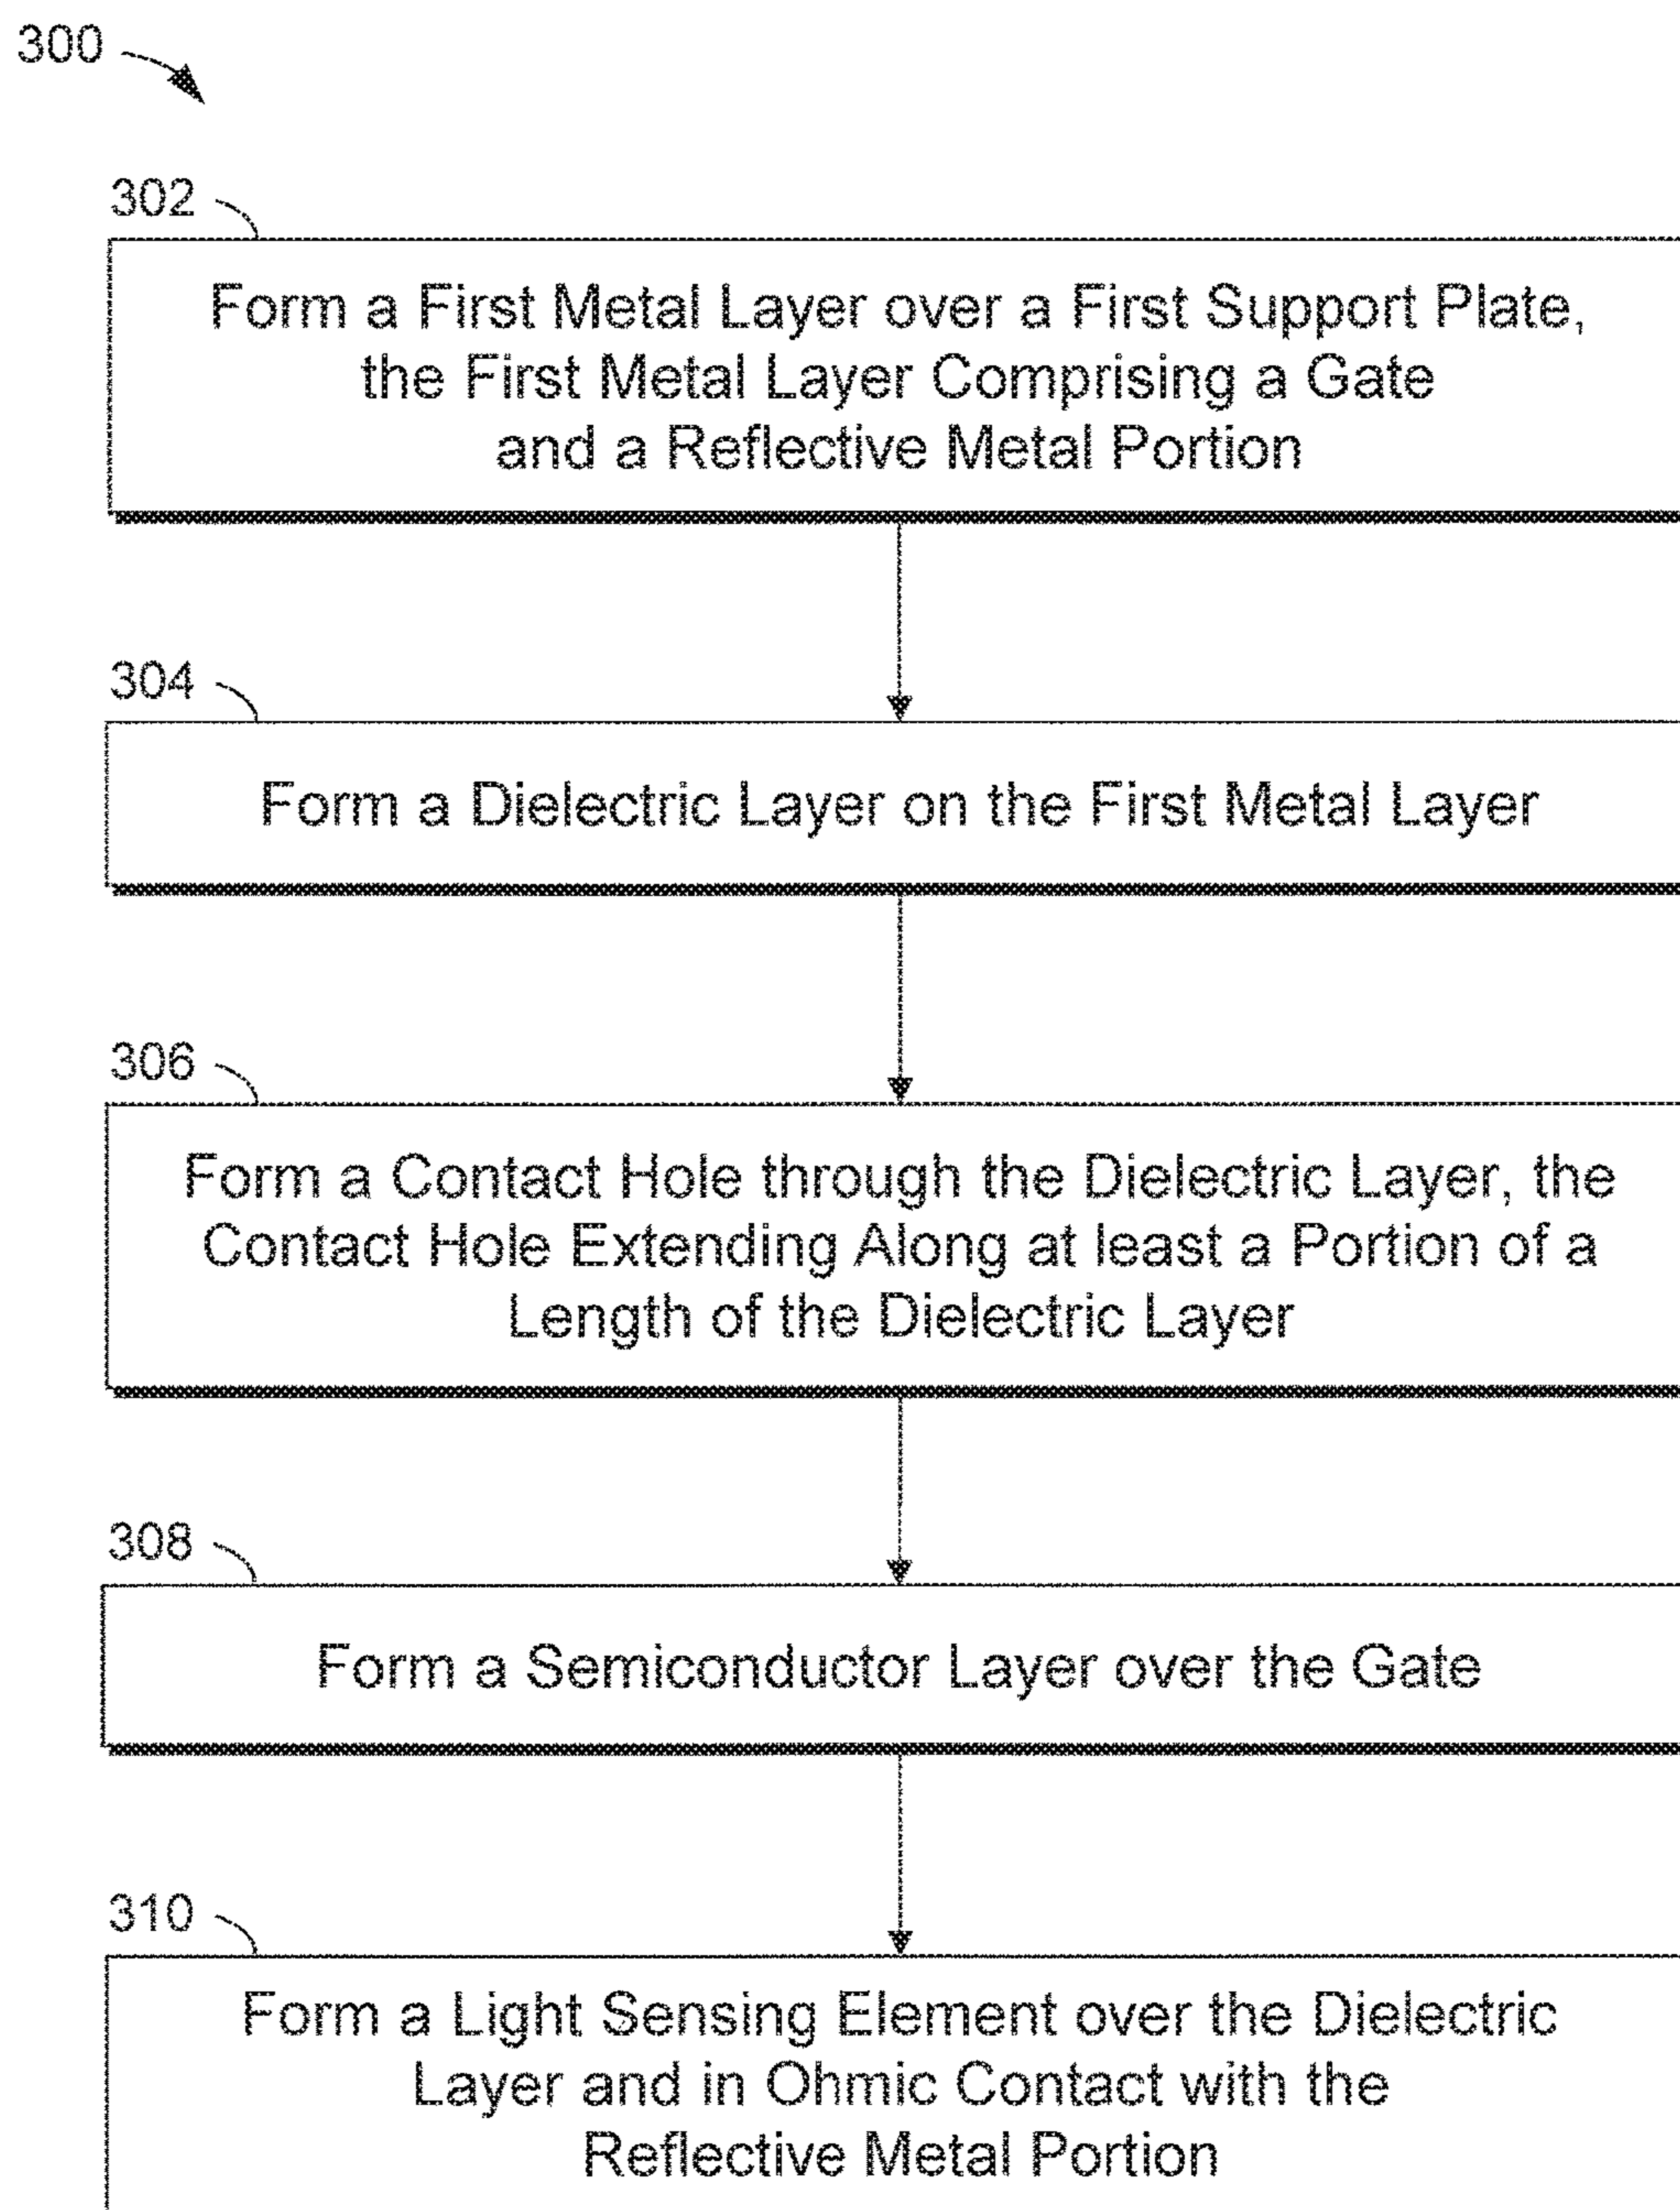 300
302
Form a First Metal Layer over a First Support Plate,
the First Metal Layer Comprising a Gate
and a Reflective Metal Portion
304
Form a Dielectric Layer on the First Metal Layer
306
Form a Contact Hole through the Dielectric Layer, the
Contact Hole Extending Along at least a Portion of a
Length of the Dielectric Layer
308
Form a Semiconductor Layer over the Gate
310
Form a Light Sensing Element over the Dielectric
Layer and in Ohmic Contact with the
Reflective Metal Portion